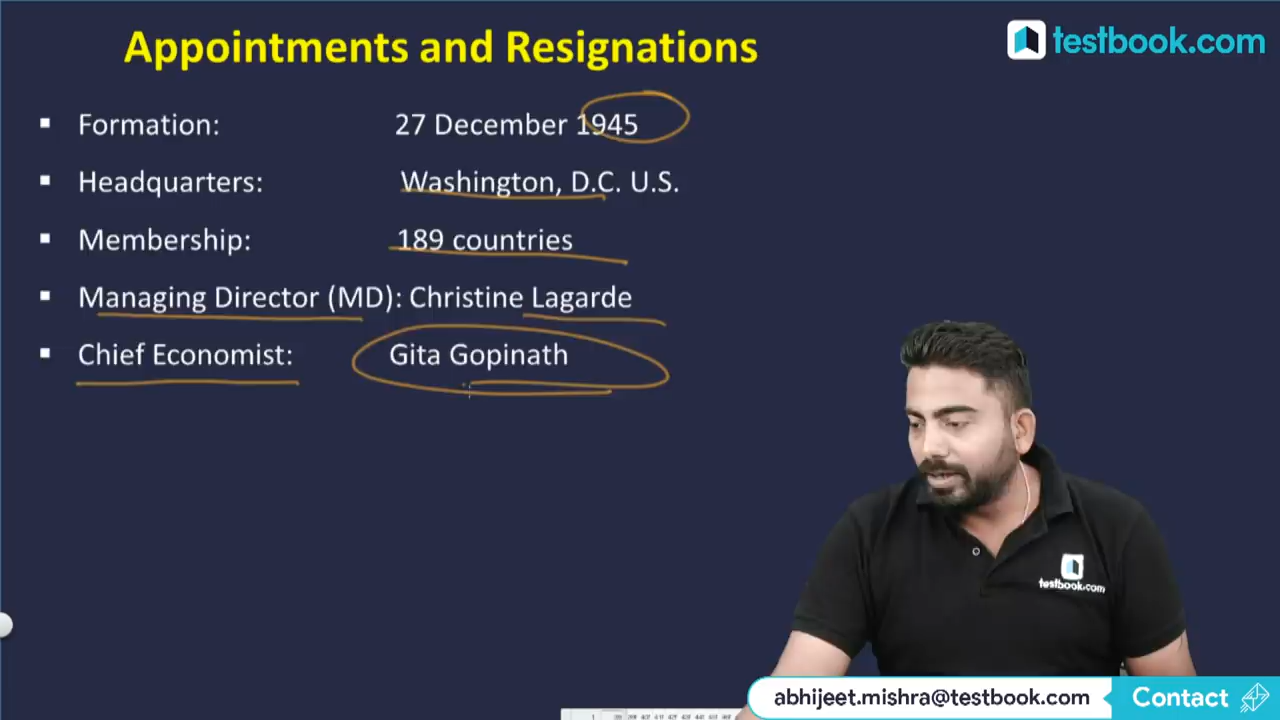 Appointments and Resignations
testbook.com
▪ Formation: 27 December 1945
▪ Headquarters: Washington, D.C. U.S.
▪ Membership: 189 countries
▪ Managing Director (MD): Christine Lagarde
▪ Chief Economist: Gita Gopinath
testbook.com
abhijeet.mishra@testbook.com Contact